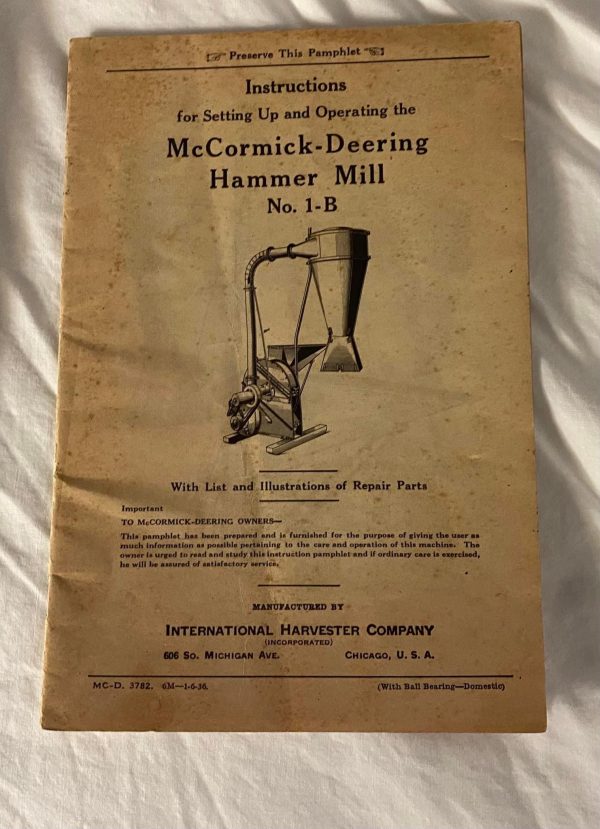 Preserve This Pamphlet
Instructions
for Setting Up and Operating the
McCormick-Deering
Hammer Mill
No. 1-B
With List and Illustrations of Repair Parts
Important
TO McCORMICK-DEERING OWNERS—
This pamphlet has been prepared and is furnished for the purpose of giving the user as
much information as possible pertaining to the care and operation of this machine. The
owner is urged to read and study this instruction pamphlet and if ordinary care is exercised,
he will be assured of satisfactory service.
MANUFACTURED BY
INTERNATIONAL HARVESTER COMPANY
(INCORPORATED)
606 So. Michigan Ave. Chicago, U. S. A.
MC-D. 3782. 6M—1-6-36. (With Ball Bearing—Domestic)